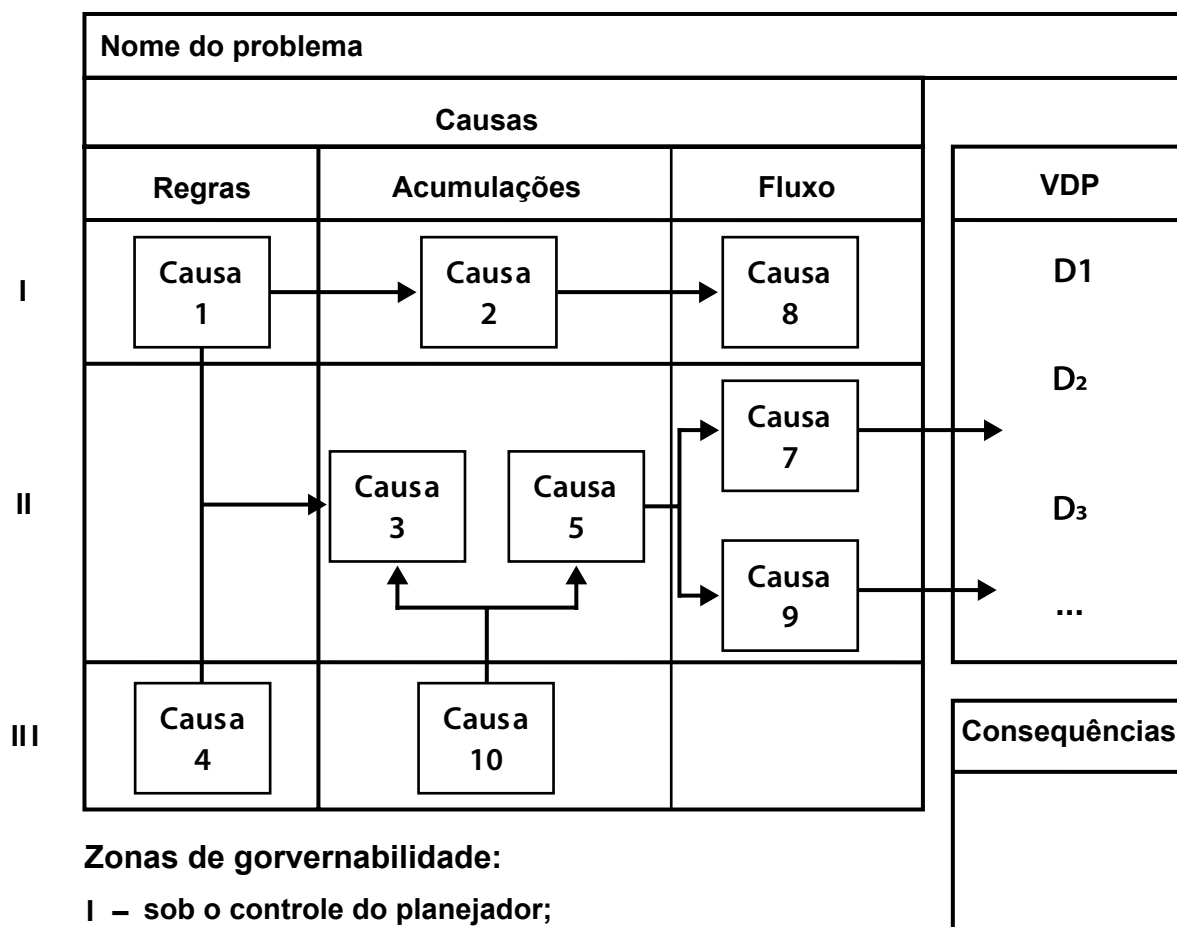 Nome do problema
Causas
Regras
Acumulações
Fluxo
VDP
I
Causa
1
Causa
2
Causa
8
D1
D₂
II
Causa
3
Causa
5
Causa
7
D₃
Causa
9
...
III
Causa
4
Causa
10
Consequências
Zonas de gorvernabilidade:
I – sob o controle do planejador;